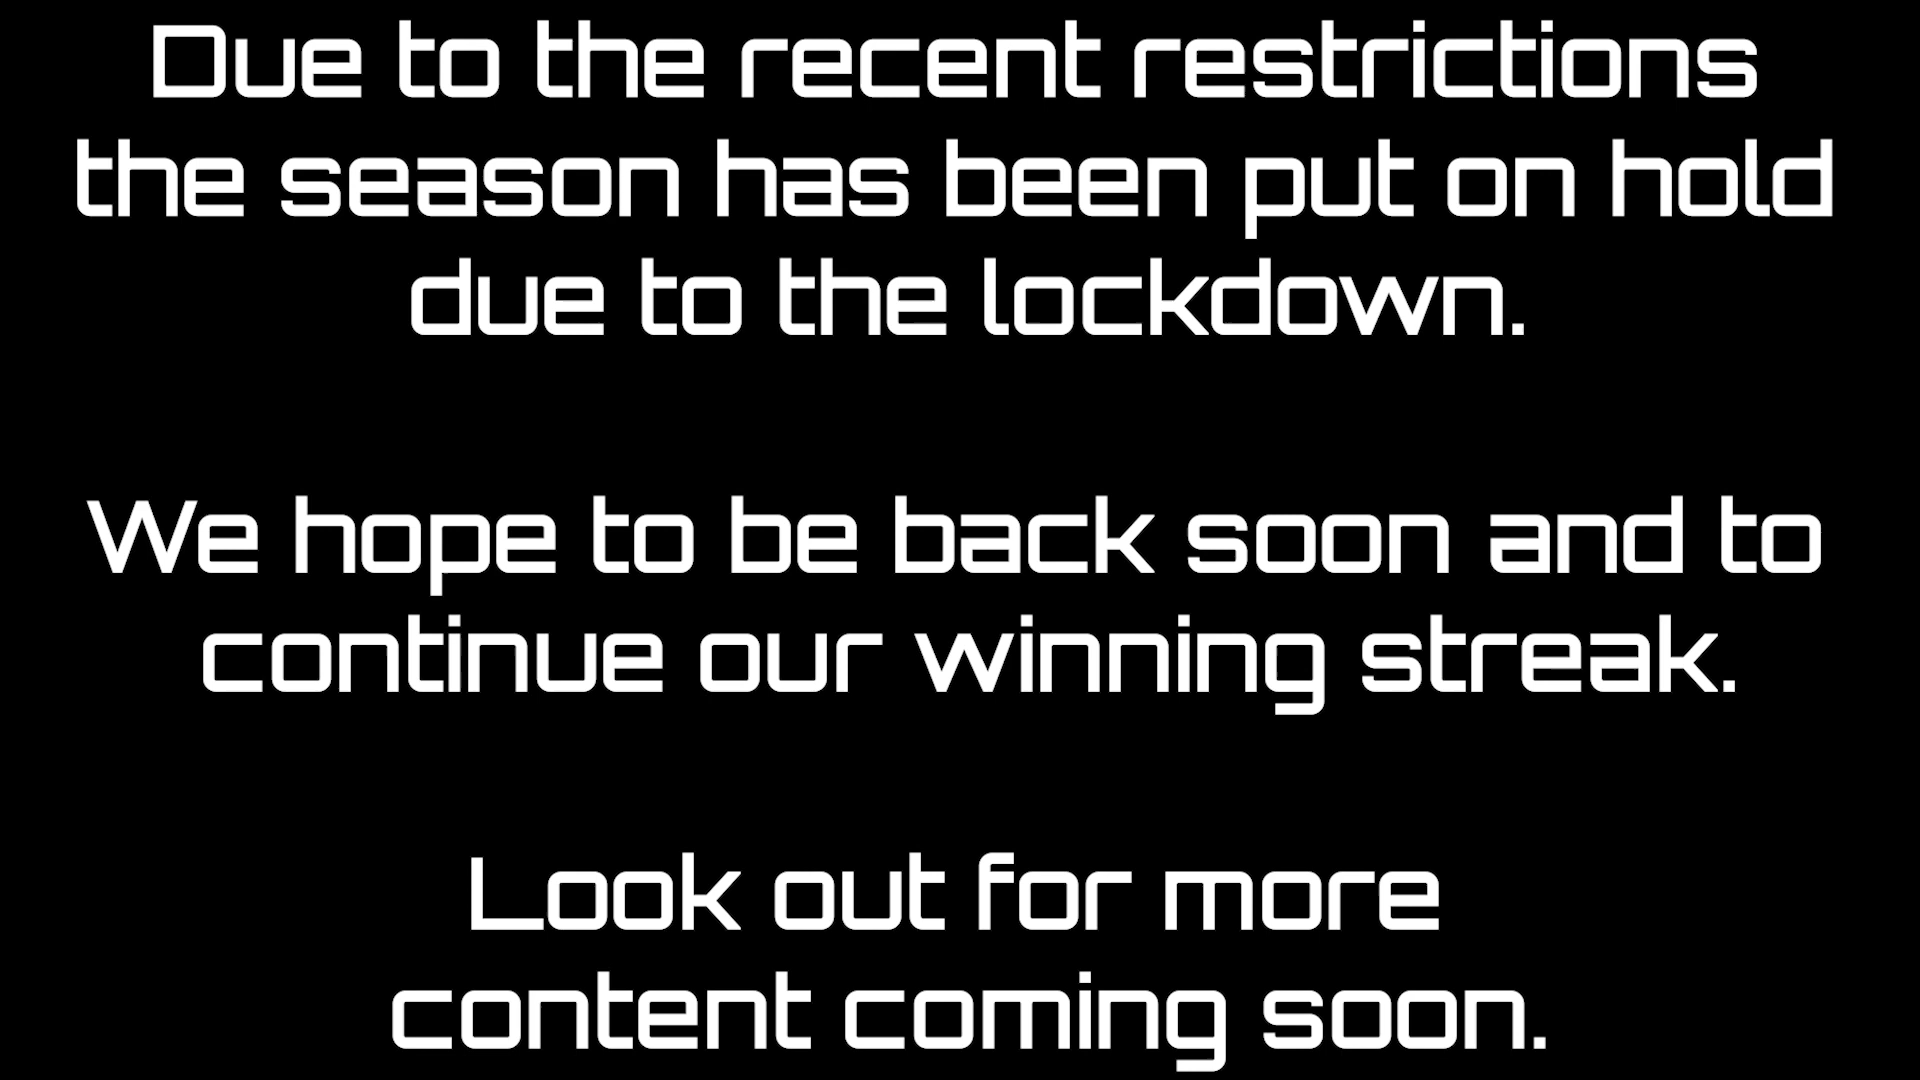 Due to the recent restrictions
the season has been put on hold
due to the lockdown.
We hope to be back soon and to
continue our winning streak.
Look out for more
content coming soon.